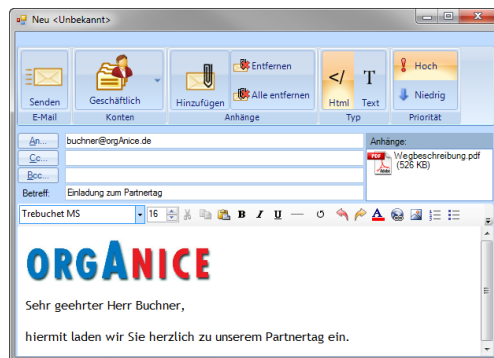 Neu <Unbekannt>
Senden
E-Mail
Geschäftlich
Konten
Hinzufügen
Entfernen
Alle entfernen
Anhänge
</
Html
T
Text
Typ
Hoch
Niedrig
Priorität
An...
buchner@orgAnice.de
Cc...
Bcc...
Betreff:
Einladung zum Partnertag
Anhänge:
PDF
Adobe
Wegbeschreibung.pdf
(526 KB)
Trebuchet MS 16 B I U A
ORGANICE
Sehr geehrter Herr Buchner,
hiermit laden wir Sie herzlich zu unserem Partnertag ein.